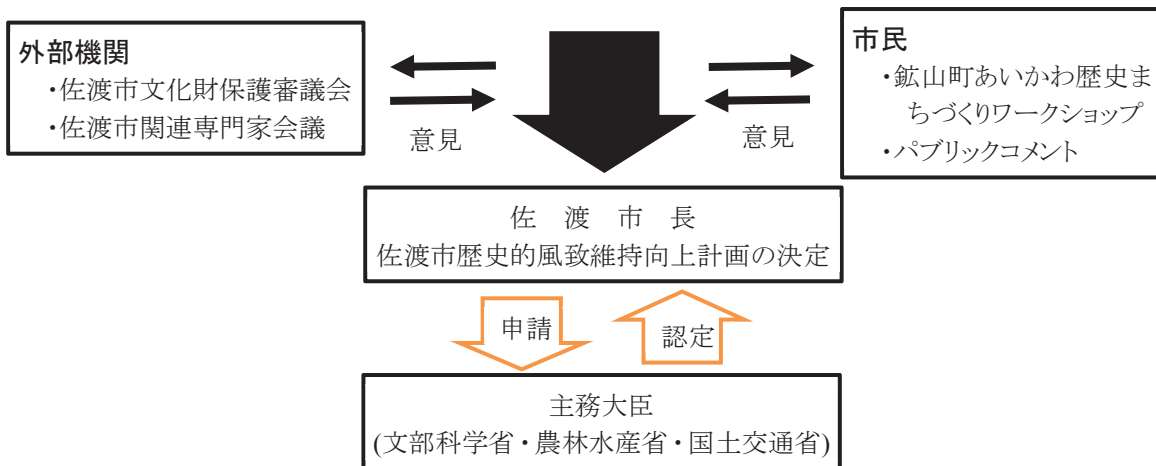 外部機関
・佐渡市文化財保護審議会
・佐渡市関連専門家会議
意見
意見
市民
・鉱山町あいかわ歴史ま
ちづくりワークショップ
・パブリックコメント
佐 渡 市 長
佐渡市歴史的風致維持向上計画の決定
申請
認定
主務大臣
(文部科学省・農林水産省・国土交通省)